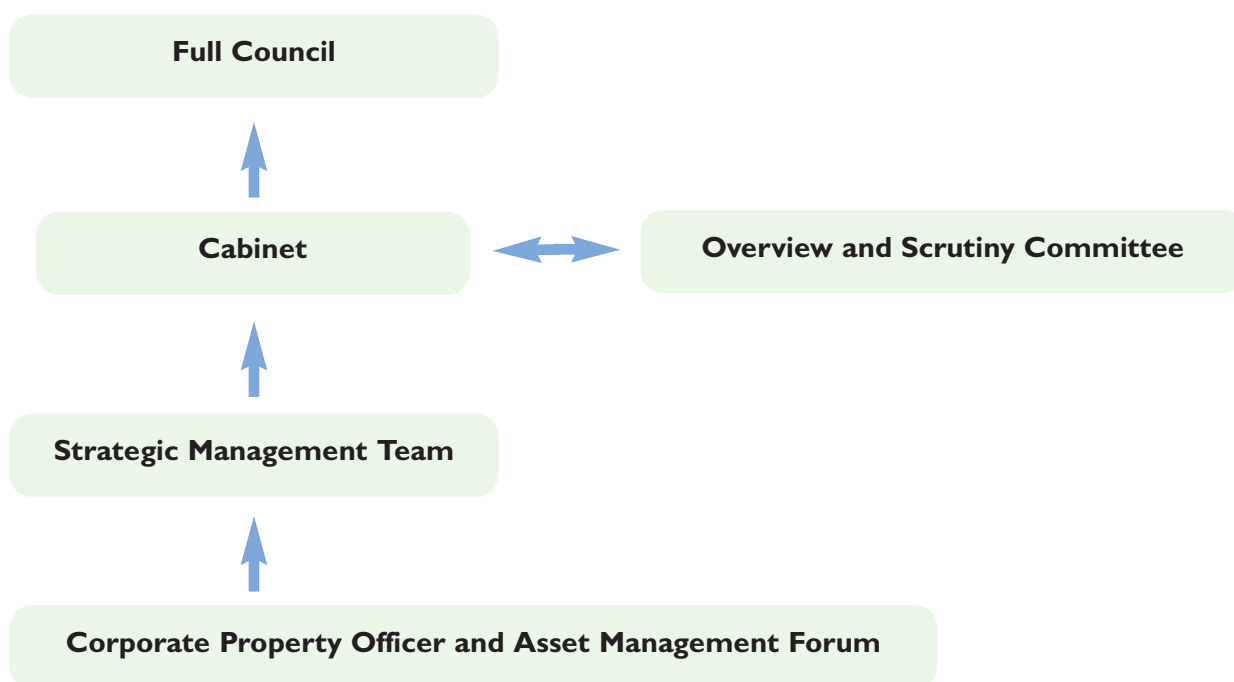 Full Council
Cabinet
Overview and Scrutiny Committee
Strategic Management Team
Corporate Property Officer and Asset Management Forum